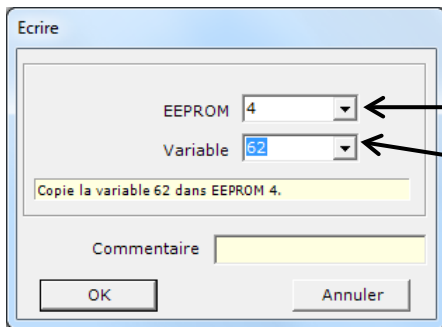 Ecrire
EEPROM 4
Variable 62
Copie la variable 62 dans EEPROM 4.
Commentaire
OK Annuler